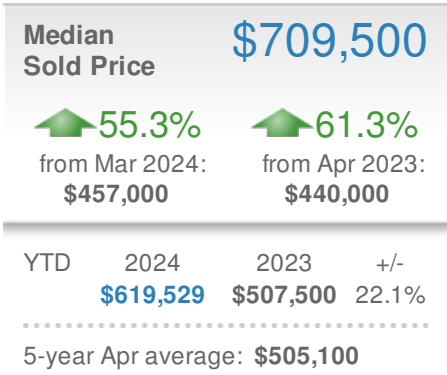 Median
Sold Price
$709,500
55.3%
61.3%
from Mar 2024:
from Apr 2023:
$457,000
$440,000
YTD 2024 2023 +/-
$619,529 $507,500 22.1%
5-year Apr average: $505,100